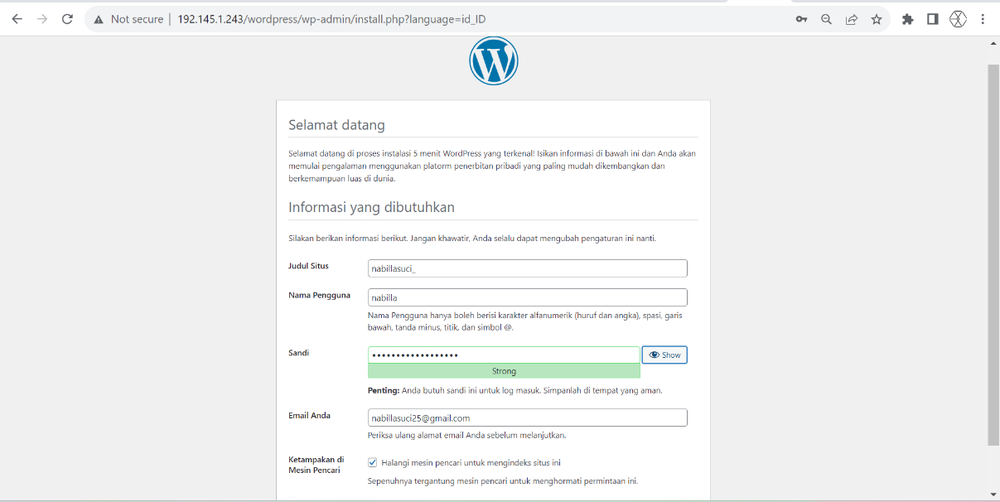 Not secure | 192.145.1.243/wordpress/wp-admin/install.php?language=id_ID
Selamat datang
Selamat datang di proses instalasi 5 menit WordPress yang terkenal! Isikan informasi di bawah ini dan Anda akan
memulai pengalaman menggunakan platorm penerbitan pribadi yang paling mudah dikembangkan dan
berkemampuan luas di dunia.
Informasi yang dibutuhkan
Silakan berikan informasi berikut. Jangan khawatir, Anda selalu dapat mengubah pengaturan ini nanti.
Judul Situs
nabillasuci_
Nama Pengguna
nabilla
Nama Pengguna hanya boleh berisi karakter alfanumerik (huruf dan angka), spasi, garis
bawah, tanda minus, titik, dan simbol @.
Sandi
••••••••••••••••••
Show
Strong
Penting: Anda butuh sandi ini untuk log masuk. Simpanlah di tempat yang aman.
Email Anda
nabillasuci25@gmail.com
Periksa ulang alamat email Anda sebelum melanjutkan.
Ketampakan di
Mesin Pencari
Halangi mesin pencari untuk mengindeks situs ini
Sepenuhnya tergantung mesin pencari untuk menghormati permintaan ini.